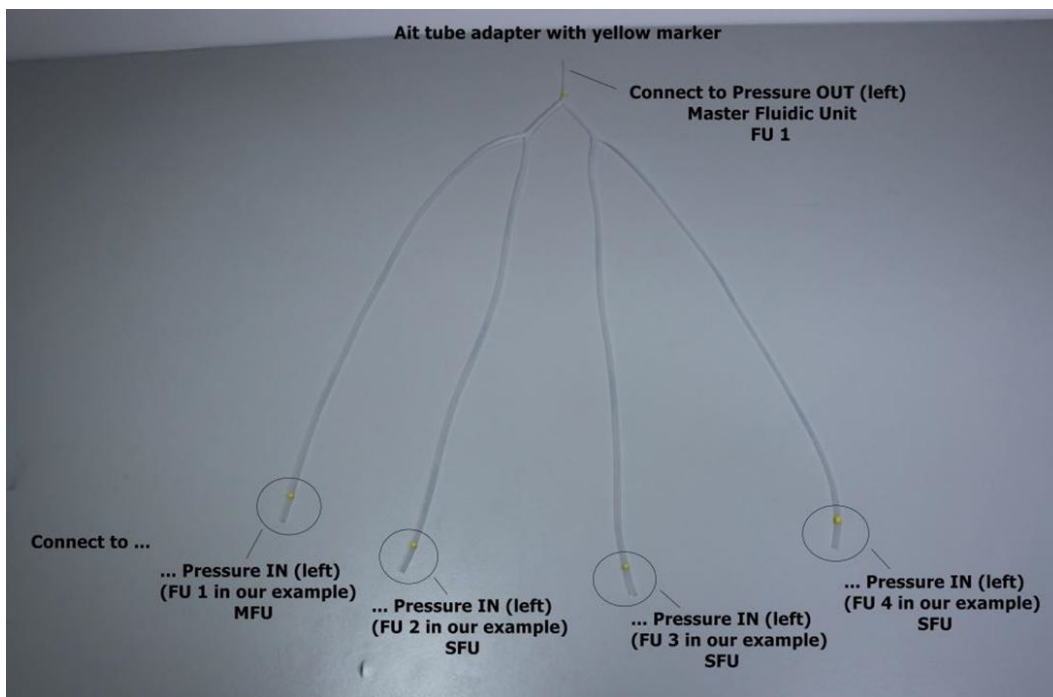 Ait tube adapter with yellow marker
Connect to Pressure OUT (left)
Master Fluidic Unit
FU 1
Connect to ...
... Pressure IN (left)
(FU 1 in our example)
MFU
... Pressure IN (left)
(FU 2 in our example)
SFU
... Pressure IN (left)
(FU 3 in our example)
SFU
... Pressure IN (left)
(FU 4 in our example)
SFU